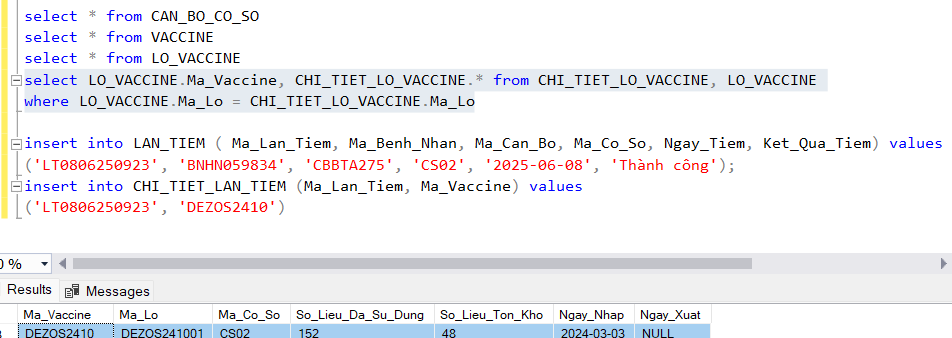 select * from CAN_BO_CO_SO
select * from VACCINE
select * from LO_VACCINE
select LO_VACCINE.Ma_Vaccine, CHI_TIET_LO_VACCINE.* from CHI_TIET_LO_VACCINE, LO_VACCINE
where LO_VACCINE.Ma_Lo = CHI_TIET_LO_VACCINE.Ma_Lo
insert into LAN_TIEM ( Ma_Lan_Tiem, Ma_Benh_Nhan, Ma_Can_Bo, Ma_Co_So, Ngay_Tiem, Ket_Qua_Tiem) values
('LT0806250923', 'BNHN059834', 'CBBTA275', 'CS02', '2025-06-08', 'Thành công');
insert into CHI_TIET_LAN_TIEM (Ma_Lan_Tiem, Ma_Vaccine) values
('LT0806250923', 'DEZOS2410')
0 %
Results Messages
Ma_Vaccine Ma_Lo Ma_Co_So So_Lieu_Da_Su_Dung So_Lieu_Ton_Kho Ngay_Nhap Ngay_Xuat
DEZOS2410 DEZOS241001 CS02 152 48 2024-03-03 NULL